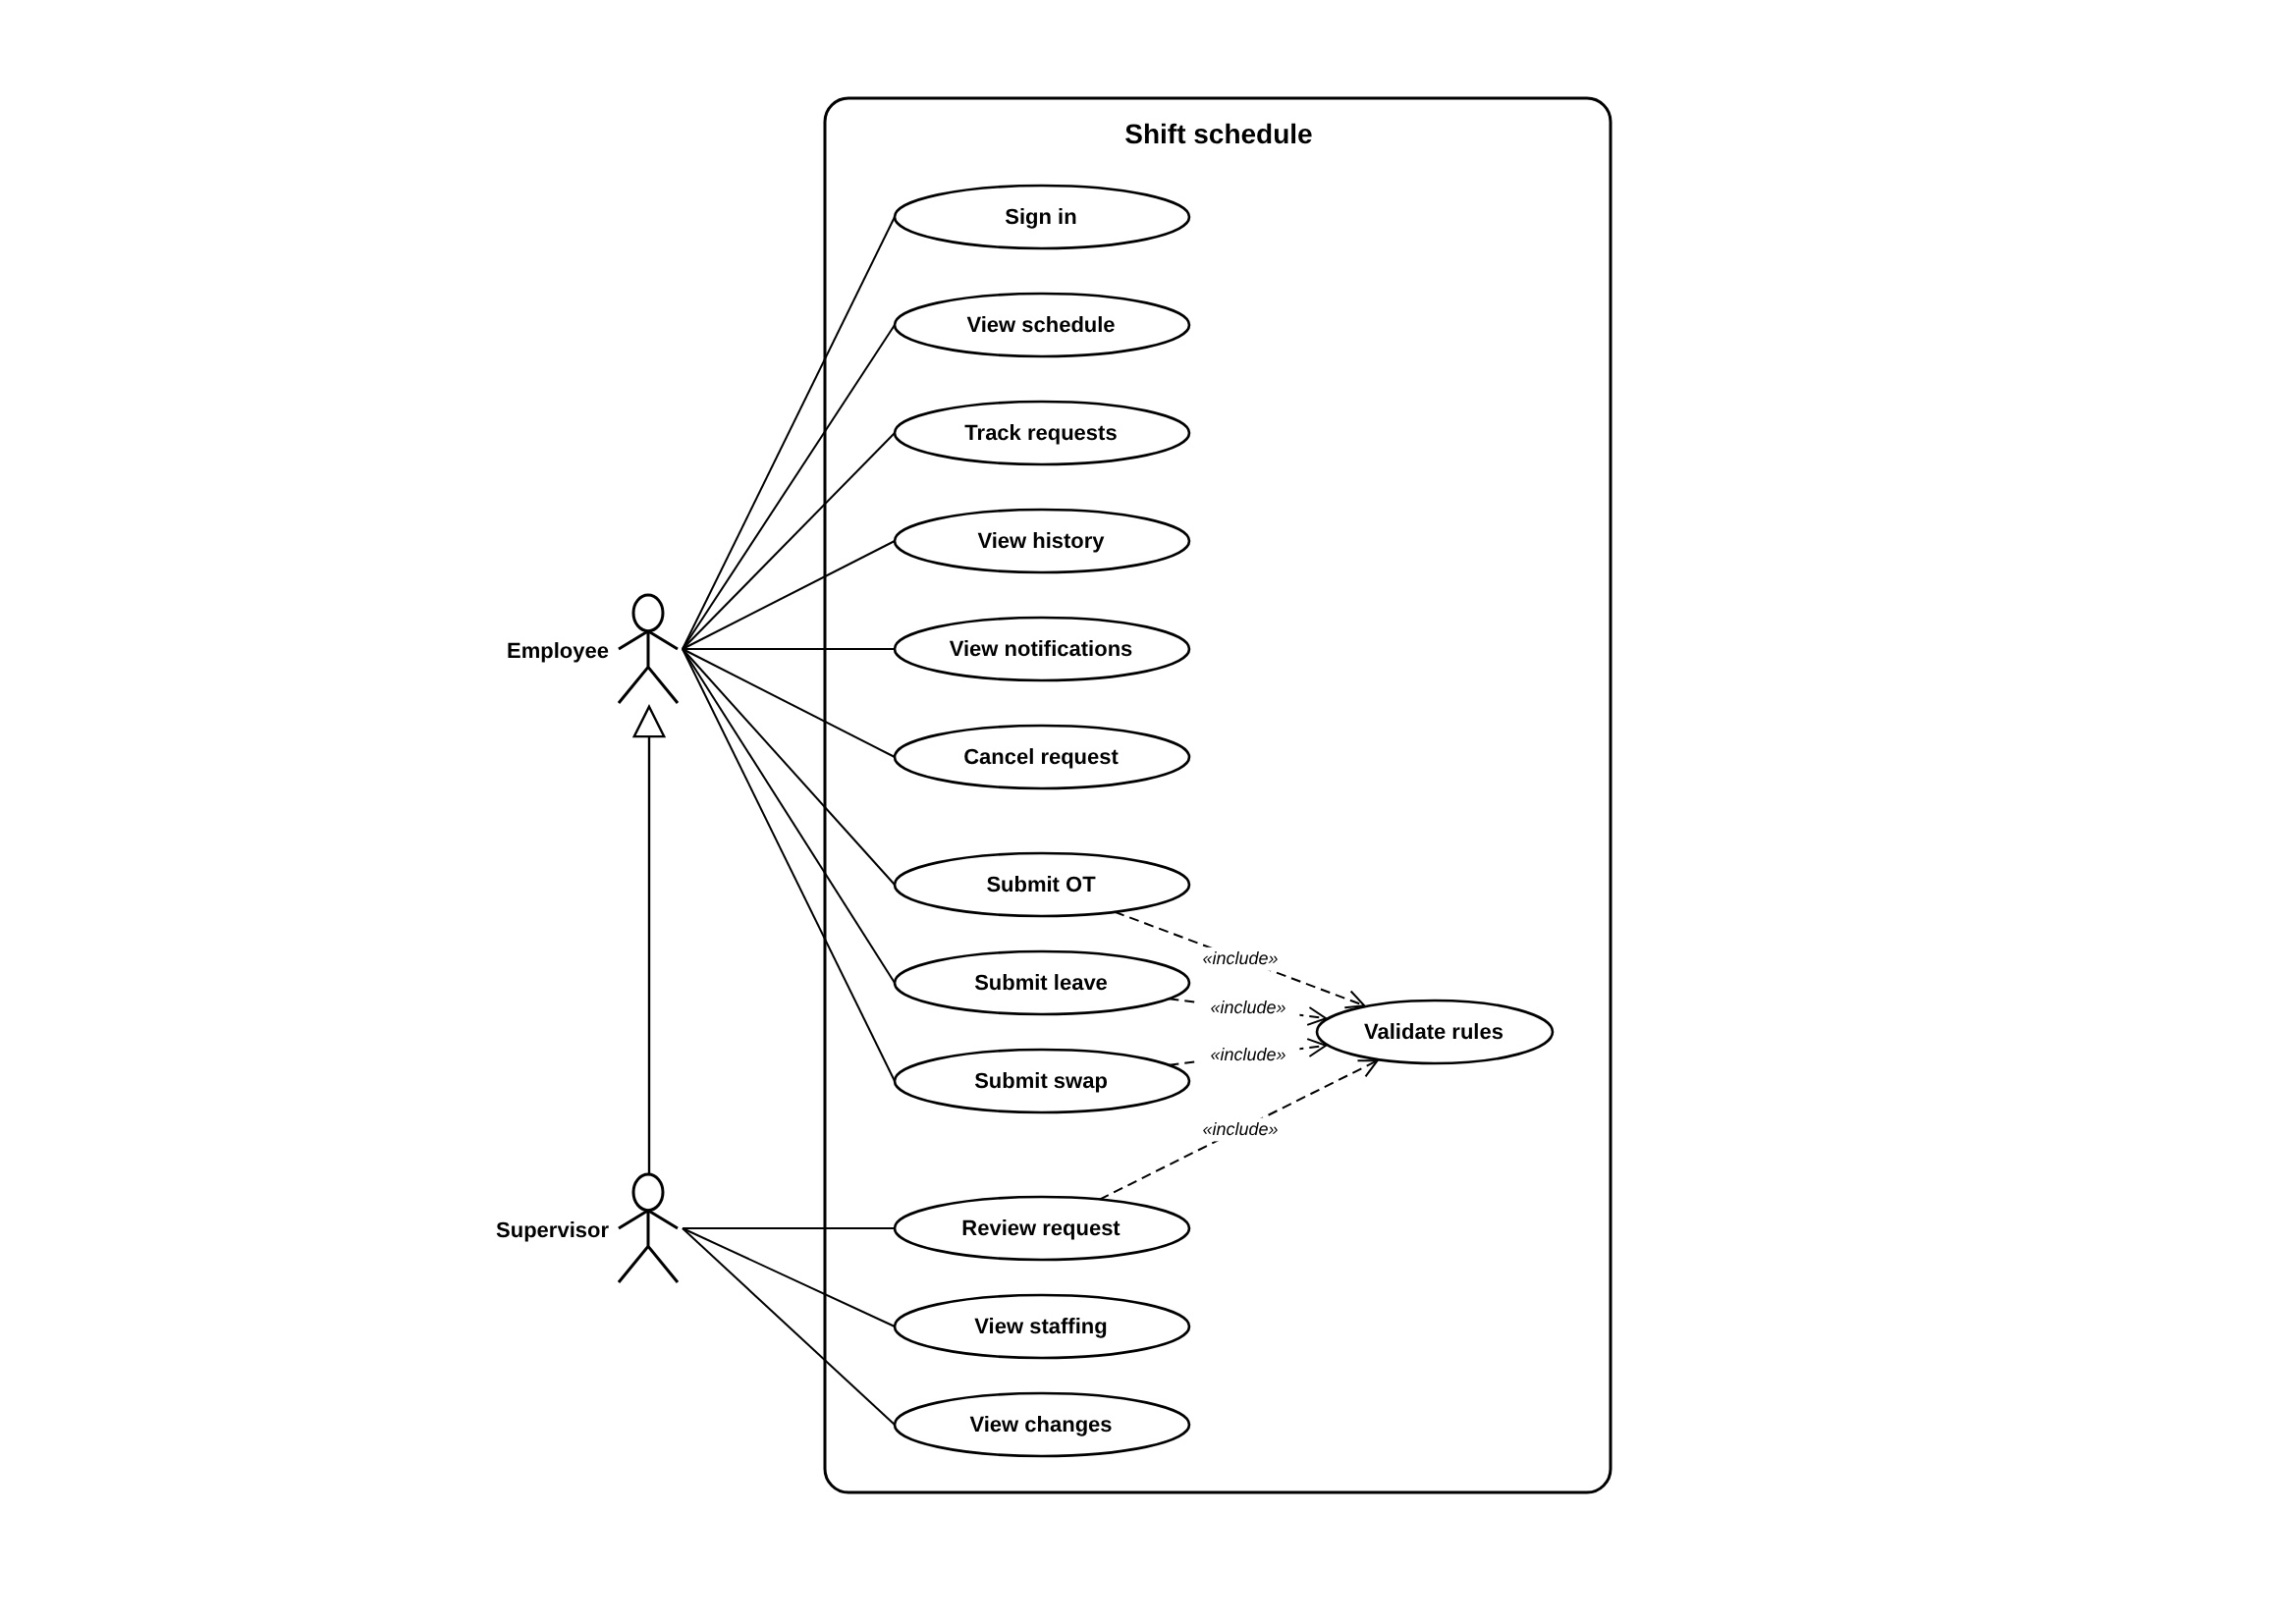 Shift schedule
Sign in
View schedule
Track requests
View history
View notifications
Employee
Cancel request
Submit OT
«include»
Submit leave
«include»
Validate rules
«include»
Submit swap
«include»
Supervisor
Review request
View staffing
View changes